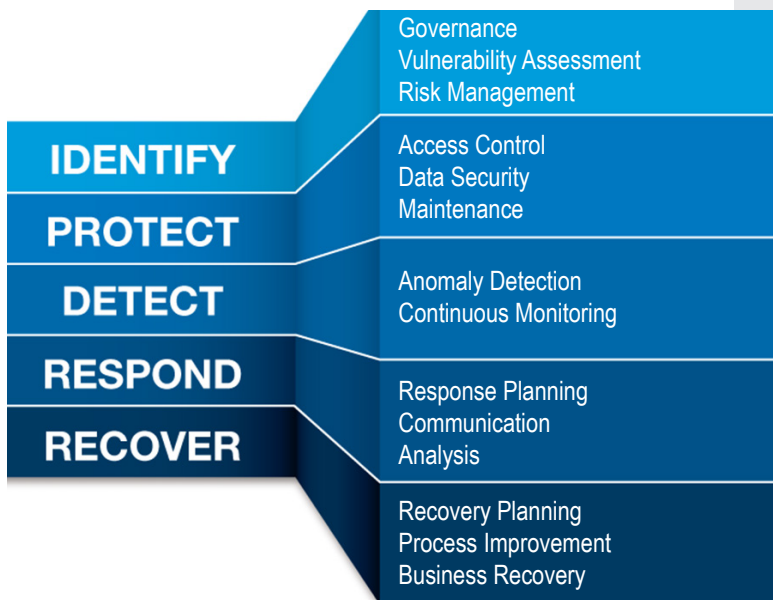 IDENTIFY
Governance
Vulnerability Assessment
Risk Management
PROTECT
Access Control
Data Security
Maintenance
DETECT
Anomaly Detection
Continuous Monitoring
RESPOND
Response Planning
Communication
Analysis
RECOVER
Recovery Planning
Process Improvement
Business Recovery